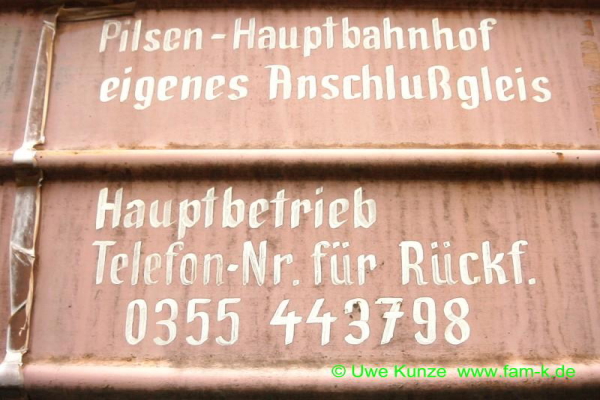 Pilsen-Hauptbahnhof
eigenes Anschlußgleis
Hauptbetrieb
Telefon-Nr. für Rückf.
0355 443798
© Uwe Kunze www.fam-k.de